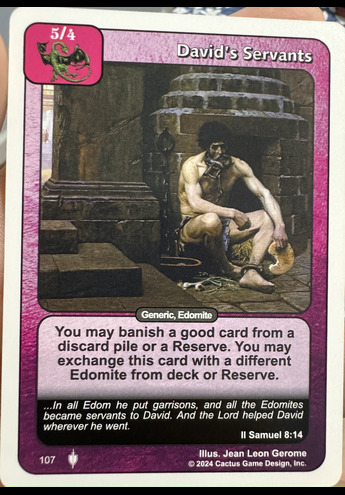 5/4
David's Servants
Generic, Edomite
You may banish a good card from a
discard pile or a Reserve. You may
exchange this card with a different
Edomite from deck or Reserve.
...In all Edom he put garrisons, and all the Edomites
became servants to David. And the Lord helped David
wherever he went.
II Samuel 8:14
107
Illus. Jean Leon Gerome
© 2024 Cactus Game Design, Inc.